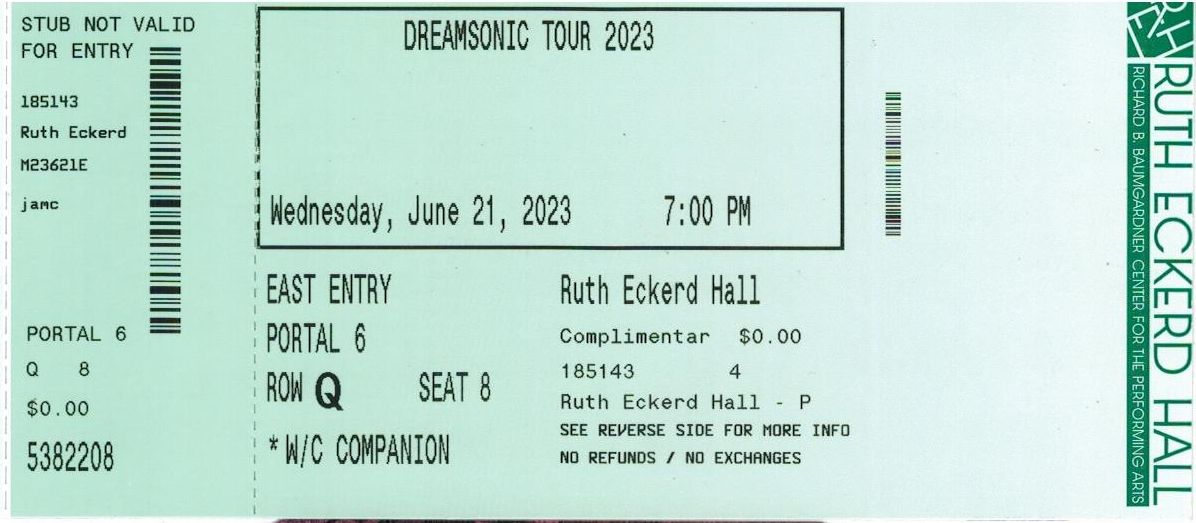 STUB NOT VALID
FOR ENTRY
185143
Ruth Eckerd
M23621E
jamc
PORTAL 6
Q 8
$0.00
5382208
DREAMSONIC TOUR 2023
Wednesday, June 21, 2023 7:00 PM
EAST ENTRY
PORTAL 6
ROW Q SEAT 8
*W/C COMPANION
Ruth Eckerd Hall
Complimentar $0.00
185143 4
Ruth Eckerd Hall - P
SEE REVERSE SIDE FOR MORE INFO
NO REFUNDS / NO EXCHANGES
RUTH ECKERD HALL
RICHARD B. BAUMGARDNER CENTER FOR THE PERFORMING ARTS